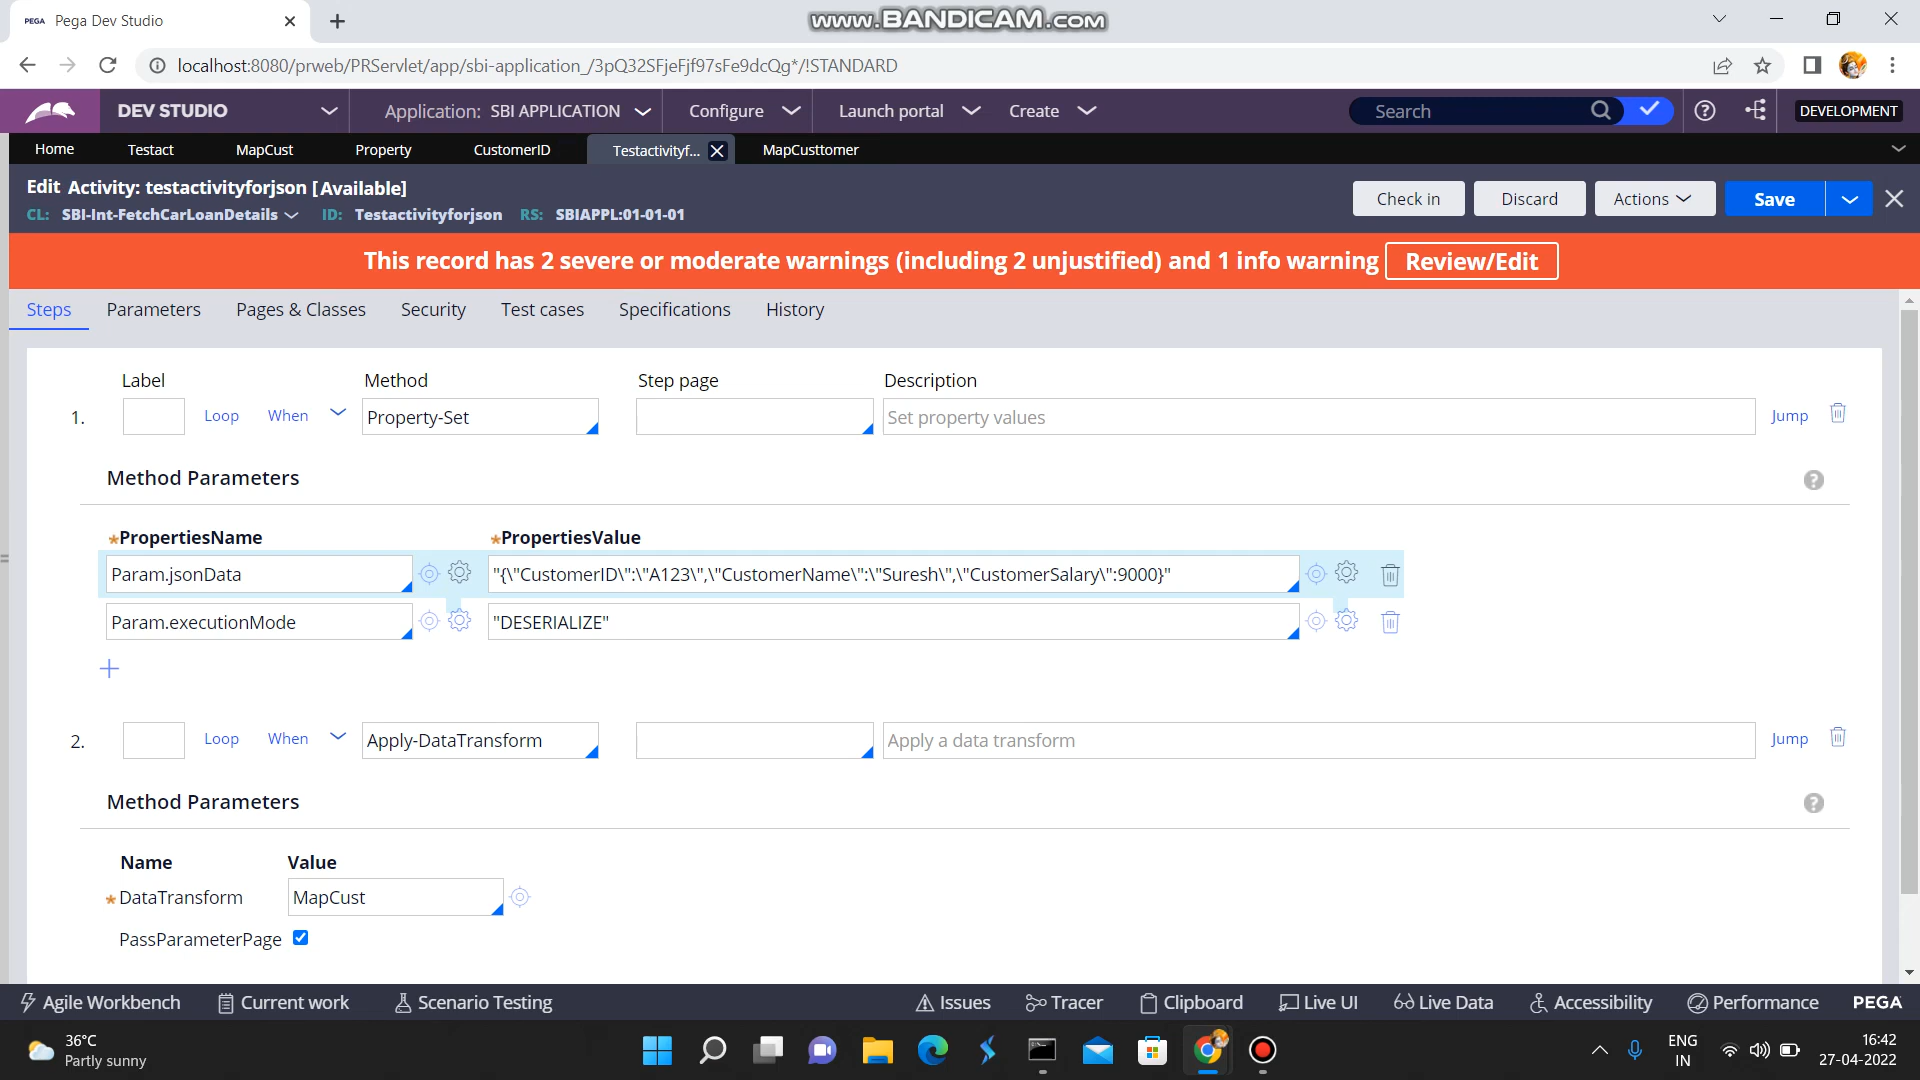 PEGA Pega Dev Studio
www.BANDICAM.com
localhost:8080/prweb/PRServlet/app/sbi-application_/3pQ32SFjeFjf97sFe9dcQg*/!STANDARD
DEV STUDIO Application: SBI APPLICATION Configure Launch portal Create Search DEVELOPMENT
Home Testact MapCust Property CustomerID Testactivityf... MapCusttomer
Edit Activity: testactivityforjson [Available]
CL: SBI-Int-FetchCarLoanDetails ID: Testactivityforjson RS: SBIAPPL:01-01-01
Check in Discard Actions Save
This record has 2 severe or moderate warnings (including 2 unjustified) and 1 info warning Review/Edit
Steps Parameters Pages & Classes Security Test cases Specifications History
Label Method Step page Description
1. Loop When Property-Set Set property values Jump
Method Parameters ?
*PropertiesName *PropertiesValue
Param.jsonData "{\"CustomerID\":\"A123\",\"CustomerName\":\"Suresh\",\"CustomerSalary\":9000}"
Param.executionMode "DESERIALIZE"
2. Loop When Apply-DataTransform Apply a data transform Jump
Method Parameters ?
Name Value
*DataTransform MapCust
PassParameterPage
Agile Workbench Current work Scenario Testing Issues Tracer Clipboard Live UI Live Data Accessibility Performance PEGA
36°C
Partly sunny
ENG
IN
16:42
27-04-2022